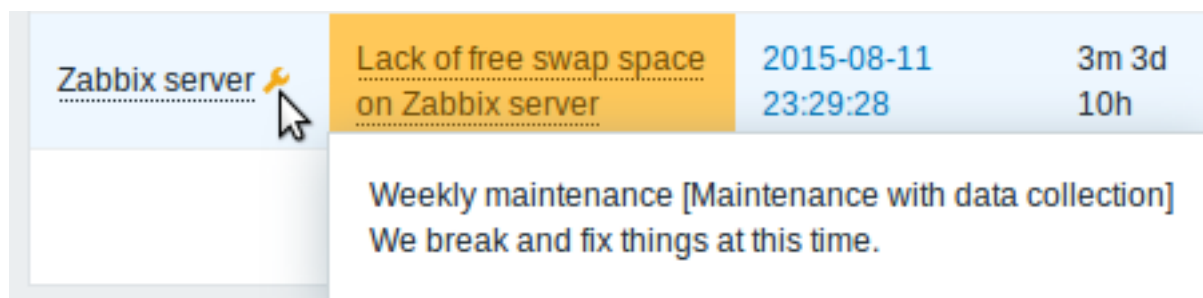 Zabbix server
Lack of free swap space
on Zabbix server
2015-08-11
23:29:28
3m 3d
10h
Weekly maintenance [Maintenance with data collection]
We break and fix things at this time.